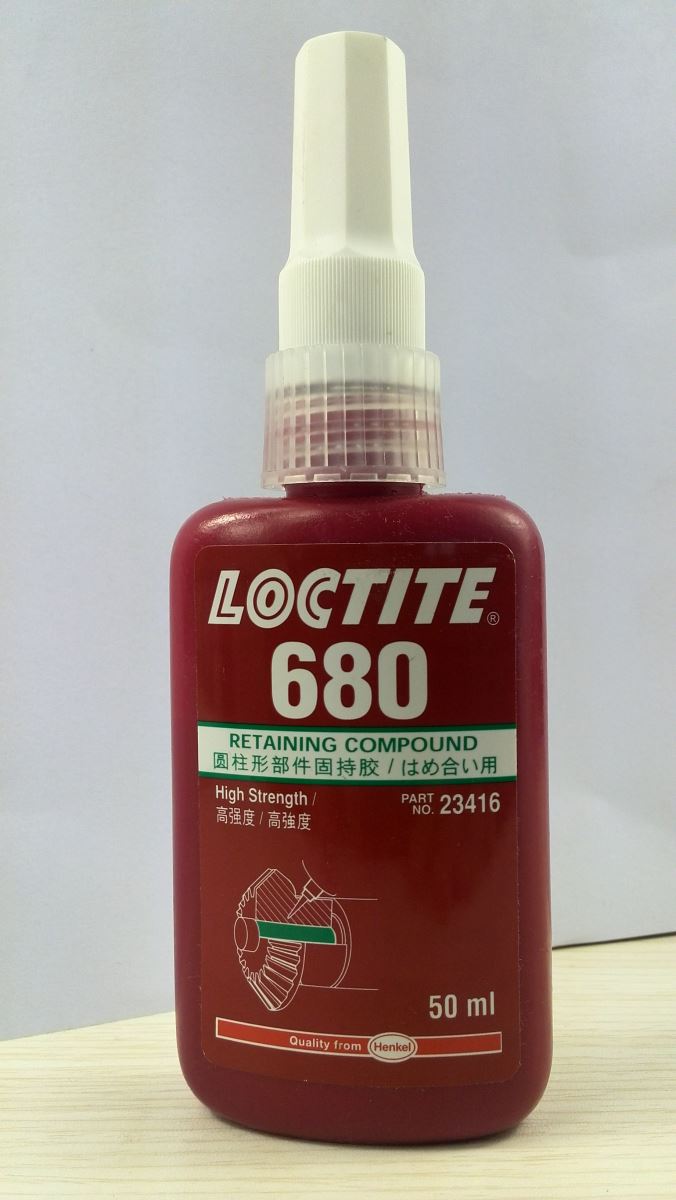 LOCTITE®
680
RETAINING COMPOUND
圆柱形部件固持胶 / はめ合い用
High Strength /
高强度 / 高強度
PART NO. 23416
50 ml
Quality from Henkel